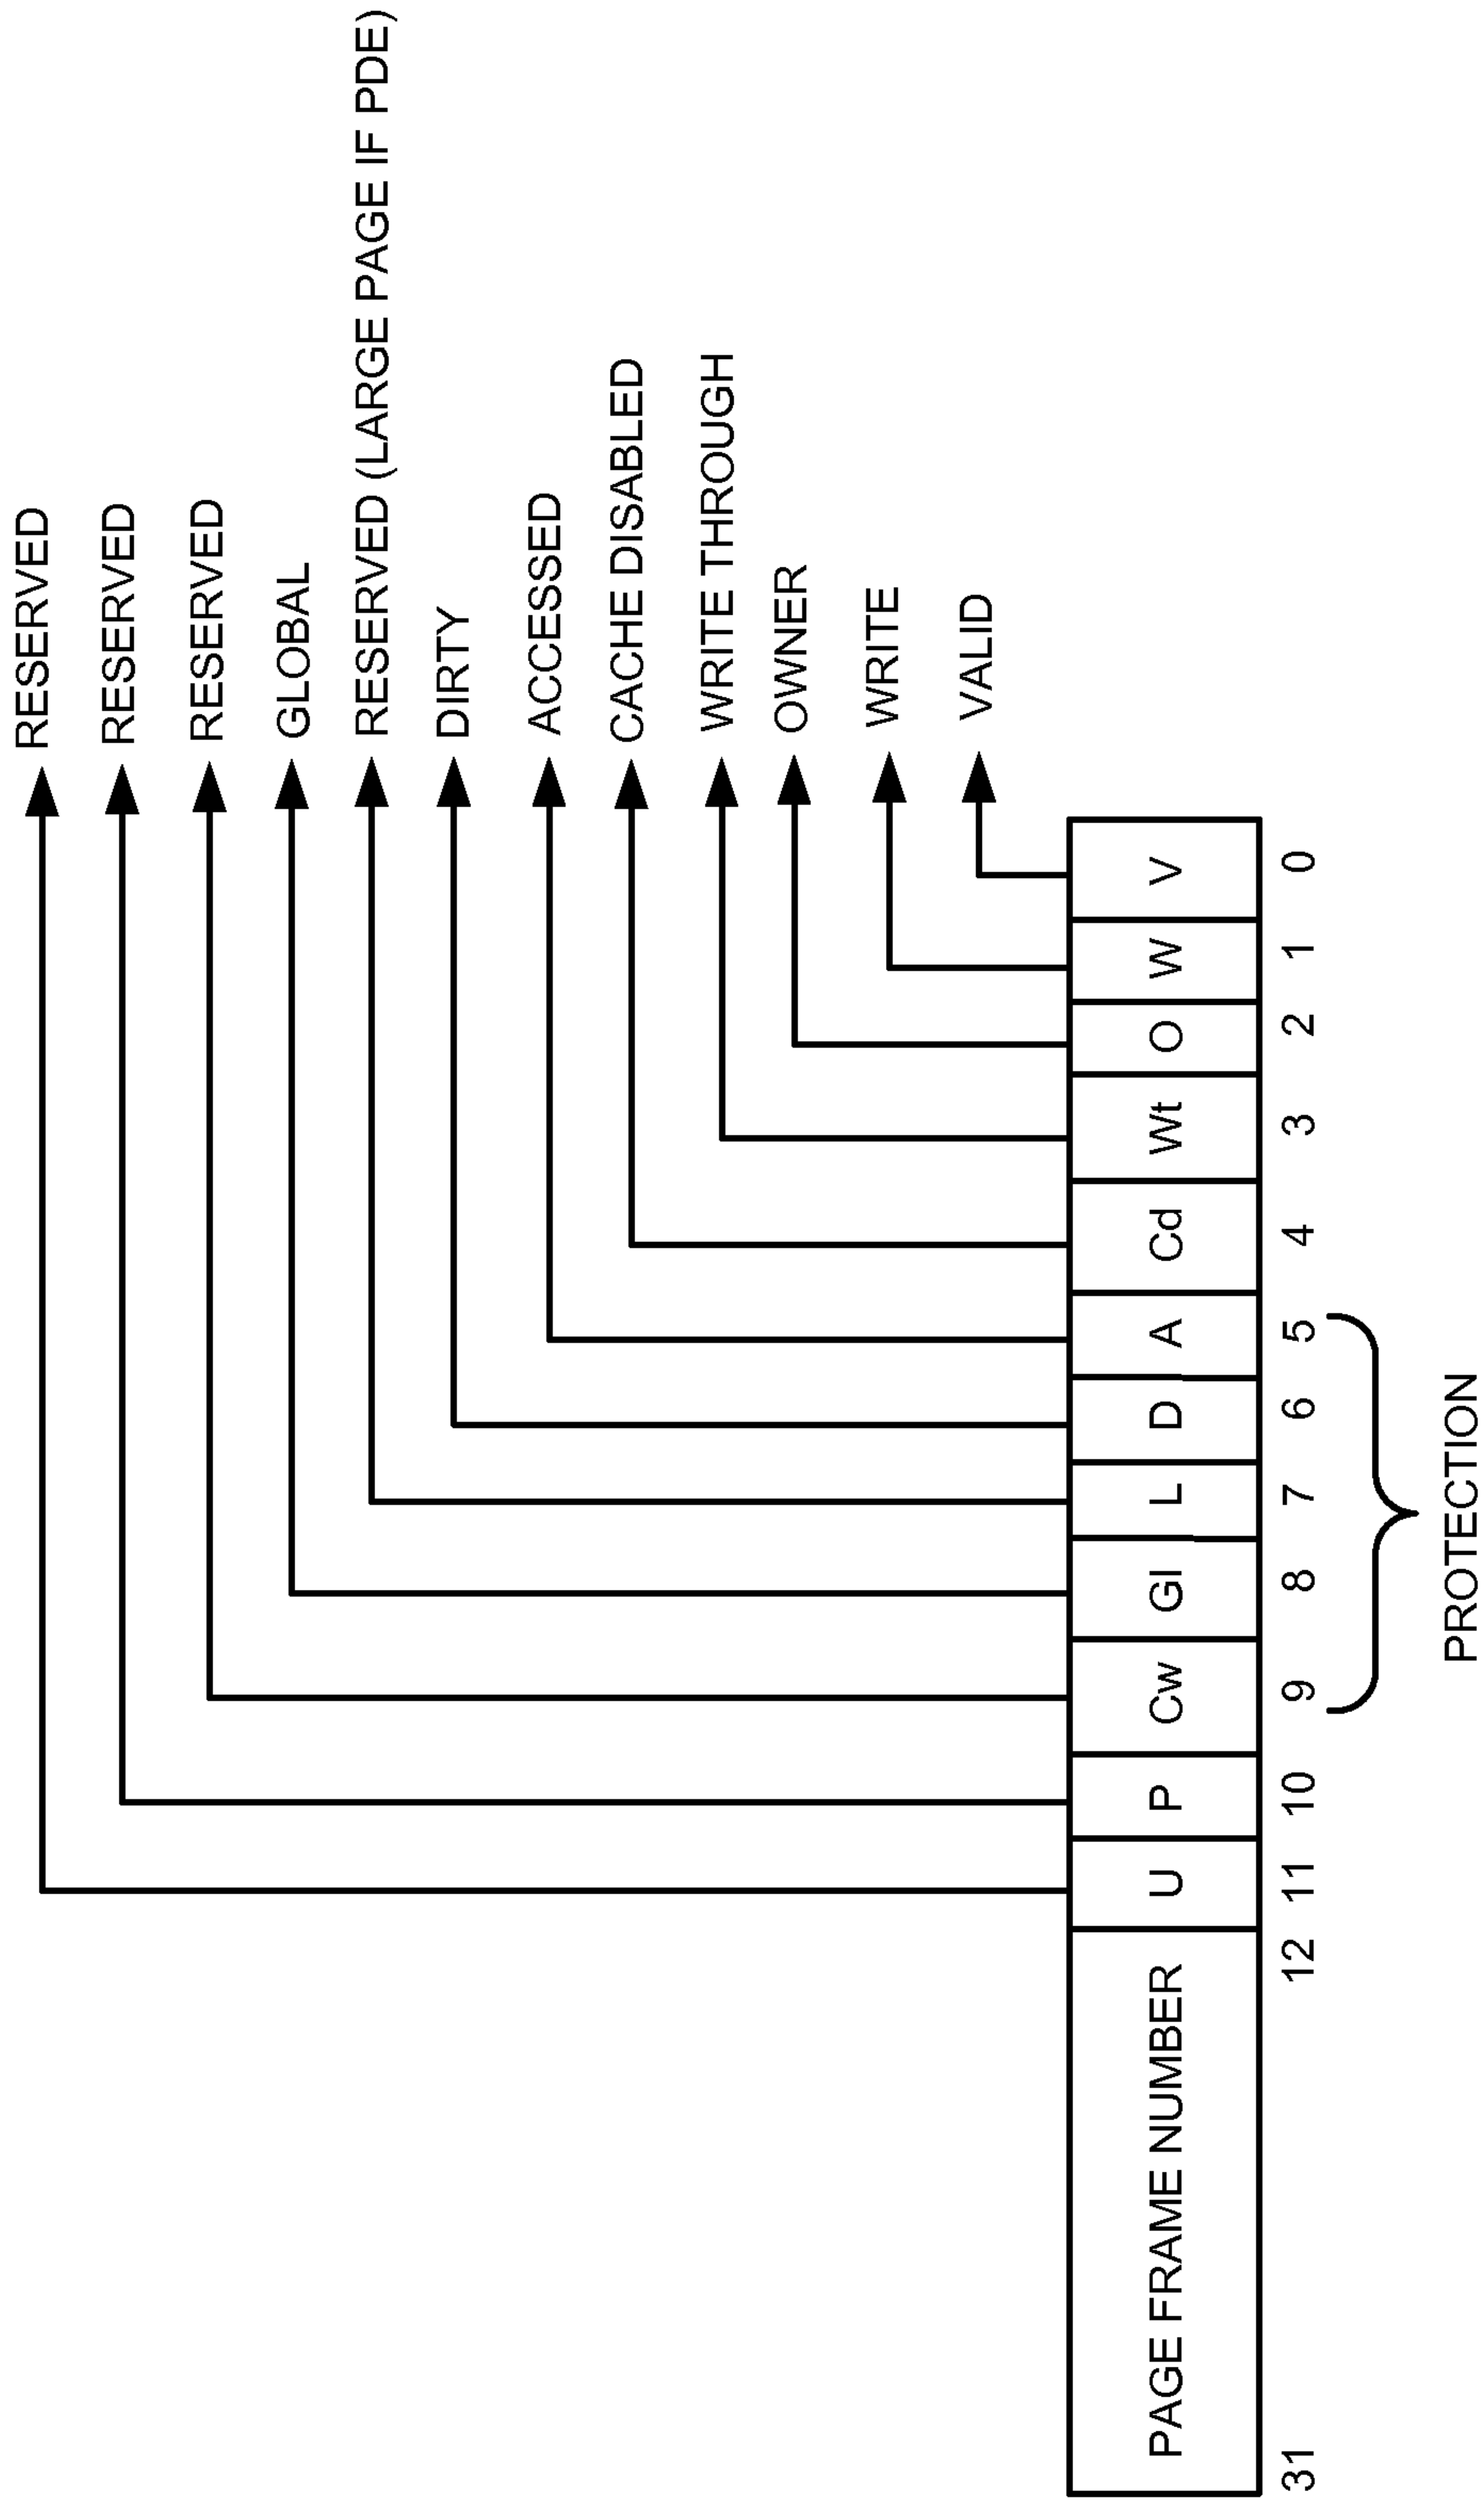 RESERVED
RESERVED
RESERVED
GLOBAL
RESERVED (LARGE PAGE IF PDE)
DIRTY
ACCESSED
CACHE DISABLED
WRITE THROUGH
OWNER
WRITE
VALID
PAGE FRAME NUMBER U P Cw Gl L D A Cd Wt O W V
31 12 11 10 9 8 7 6 5 4 3 2 1 0
PROTECTION